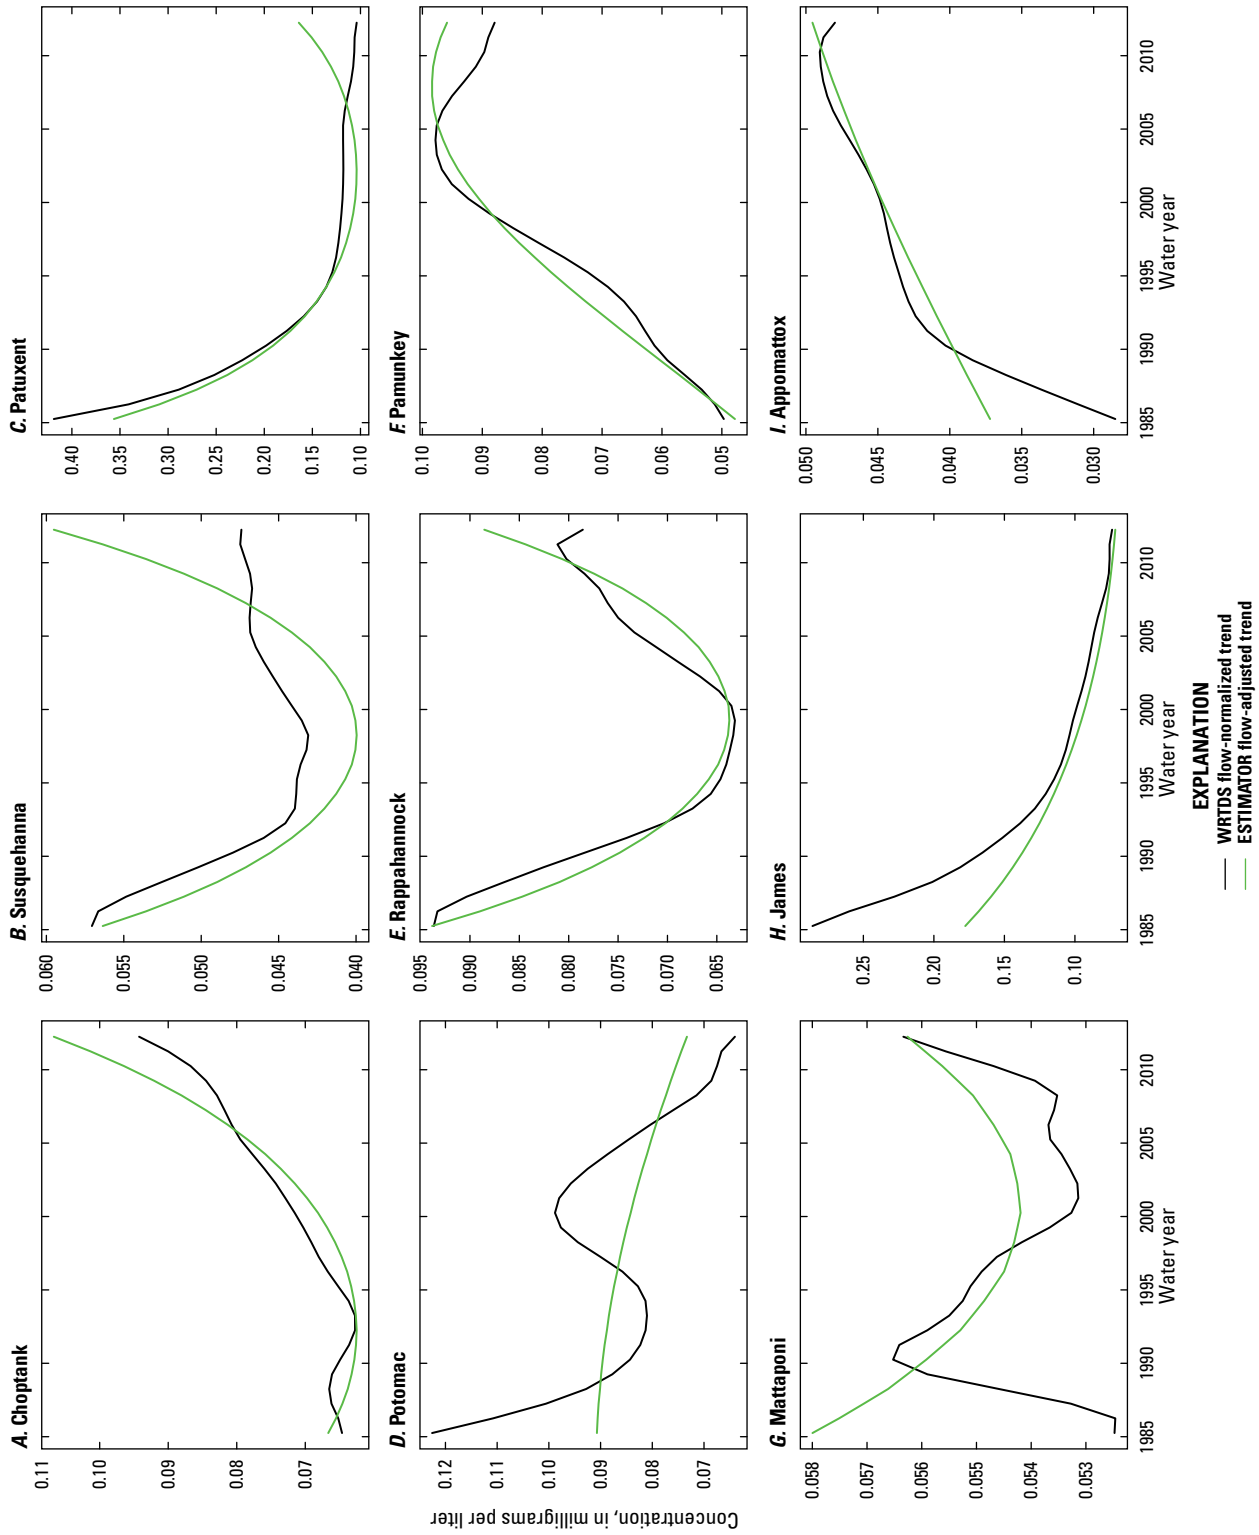 A. Choptank
0.11
0.10
0.09
0.08
0.07
B. Susquehanna
0.060
0.055
0.050
0.045
0.040
C. Patuxent
0.40
0.35
0.30
0.25
0.20
0.15
0.10
Concentration, in milligrams per liter
D. Potomac
0.12
0.11
0.10
0.09
0.08
0.07
E. Rappahannock
0.095
0.090
0.085
0.080
0.075
0.070
0.065
F. Pamunkey
0.10
0.09
0.08
0.07
0.06
0.05
G. Mattaponi
0.058
0.057
0.056
0.055
0.054
0.053
1985 1990 1995 2000 2005 2010
Water year
H. James
0.25
0.20
0.15
0.10
1985 1990 1995 2000 2005 2010
Water year
I. Appomattox
0.050
0.045
0.040
0.035
0.030
1985 1990 1995 2000 2005 2010
Water year
EXPLANATION
WRTDS flow-normalized trend
ESTIMATOR flow-adjusted trend